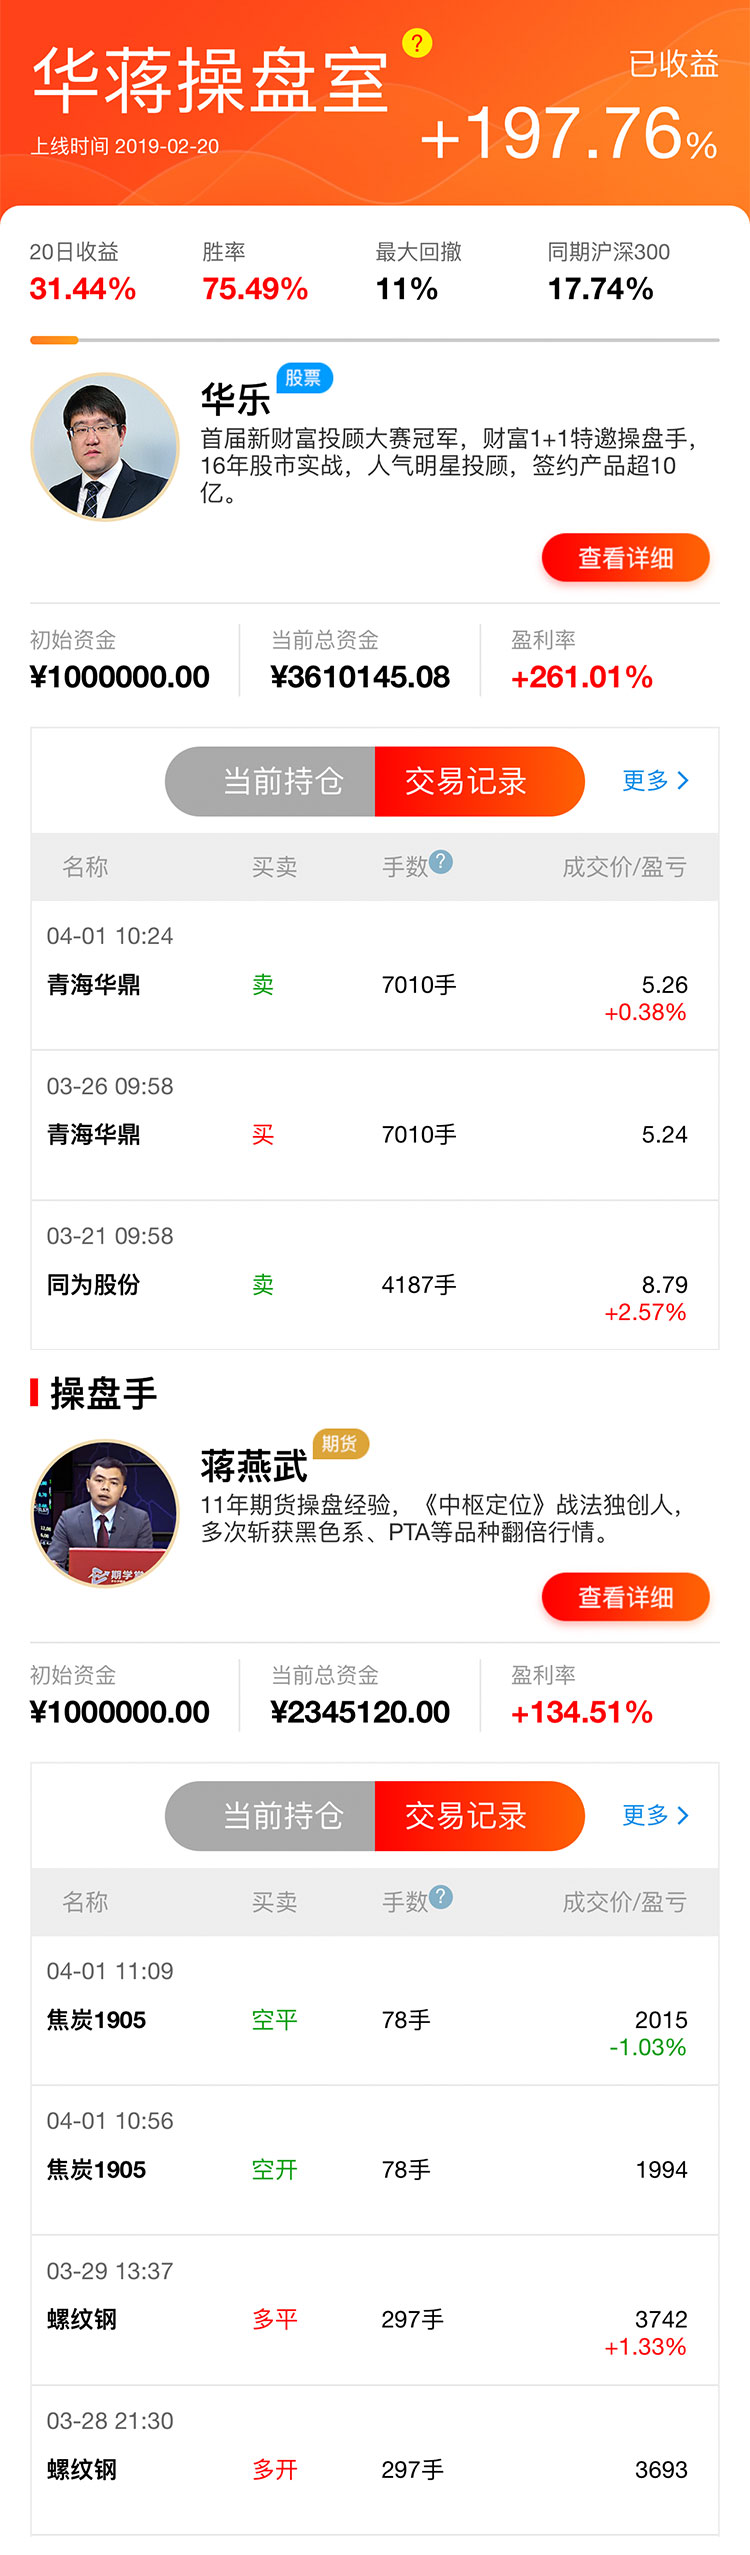 华蒋操盘室
?
已收益
上线时间 2019-02-20
+197.76%
20日收益 胜率 最大回撤 同期沪深300
31.44% 75.49% 11% 17.74%
华乐 股票
首届新财富投顾大赛冠军，财富1+1特邀操盘手，
16年股市实战，人气明星投顾，签约产品超10
亿。
查看详细
初始资金 当前总资金 盈利率
¥1000000.00 ¥3610145.08 +261.01%
当前持仓 交易记录 更多
名称 买卖 手数? 成交价/盈亏
04-01 10:24
青海华鼎 卖 7010手 5.26
+0.38%
03-26 09:58
青海华鼎 买 7010手 5.24
03-21 09:58
同为股份 卖 4187手 8.79
+2.57%
操盘手
蒋燕武 期货
11年期货操盘经验，《中枢定位》战法独创人，
多次斩获黑色系、PTA等品种翻倍行情。
期学堂
查看详细
初始资金 当前总资金 盈利率
¥1000000.00 ¥2345120.00 +134.51%
当前持仓 交易记录 更多
名称 买卖 手数? 成交价/盈亏
04-01 11:09
焦炭1905 空平 78手 2015
-1.03%
04-01 10:56
焦炭1905 空开 78手 1994
03-29 13:37
螺纹钢 多平 297手 3742
+1.33%
03-28 21:30
螺纹钢 多开 297手 3693